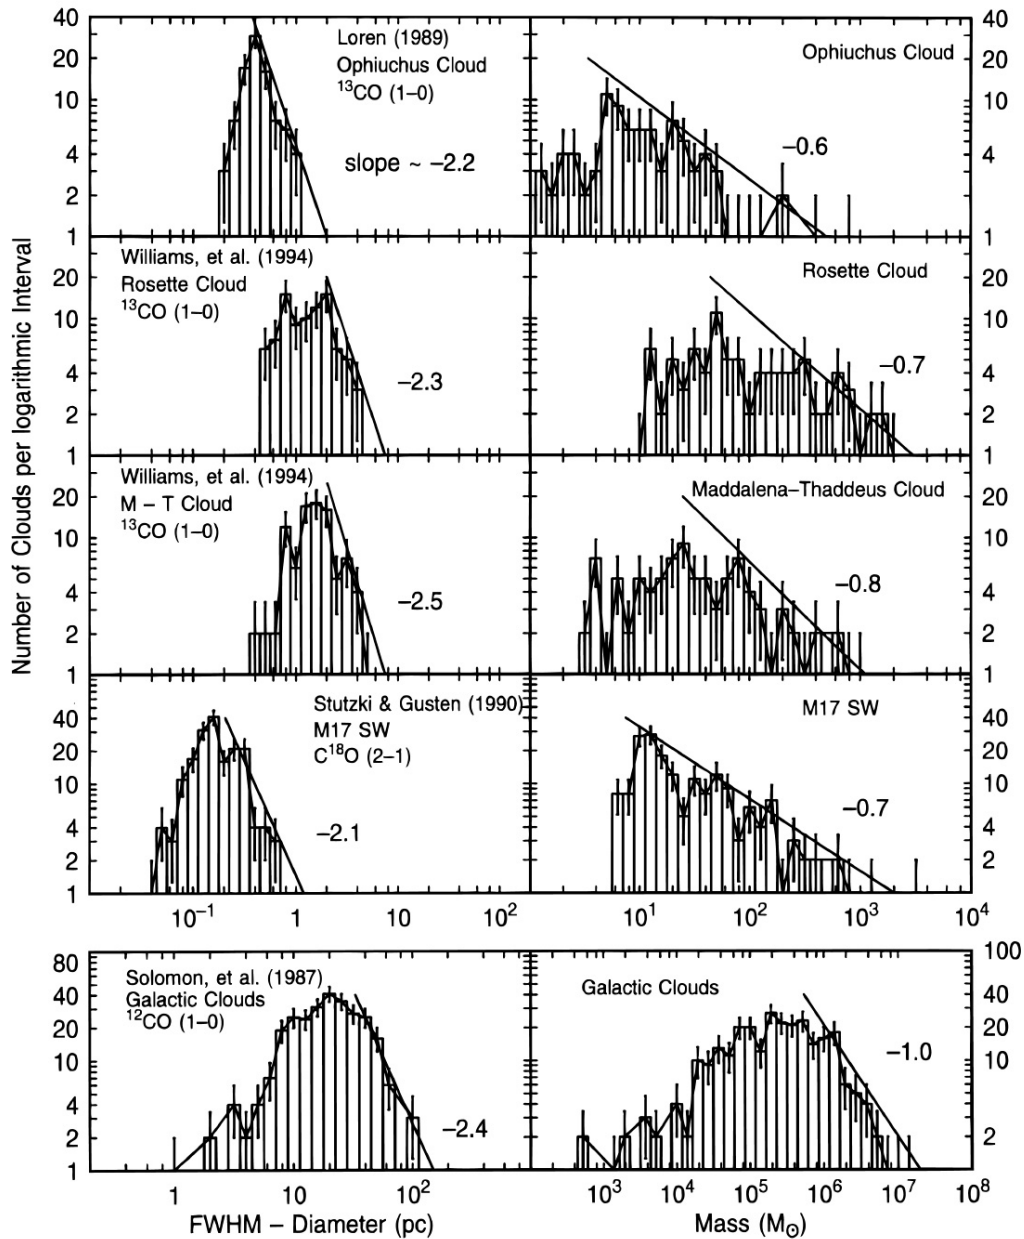 Number of Clouds per logarithmic Interval
40
20
10
4
2
1
Loren (1989)
Ophiuchus Cloud
¹³CO (1–0)
slope ~ −2.2
Ophiuchus Cloud
−0.6
40
20
10
4
2
1
20
10
4
2
1
Williams, et al. (1994)
Rosette Cloud
¹³CO (1–0)
−2.3
Rosette Cloud
−0.7
20
10
4
2
1
20
10
4
2
1
Williams, et al. (1994)
M – T Cloud
¹³CO (1–0)
−2.5
Maddalena–Thaddeus Cloud
−0.8
20
10
4
2
1
40
20
10
4
2
1
Stutzki & Gusten (1990)
M17 SW
C¹⁸O (2–1)
−2.1
M17 SW
−0.7
40
20
10
4
2
10⁻¹ 1 10 10²
10¹ 10² 10³ 10⁴
80
40
20
10
4
2
1
Solomon, et al. (1987)
Galactic Clouds
¹²CO (1–0)
−2.4
Galactic Clouds
−1.0
100
40
20
10
2
1 10 10²
10³ 10⁴ 10⁵ 10⁶ 10⁷ 10⁸
FWHM – Diameter (pc)
Mass (M☉)